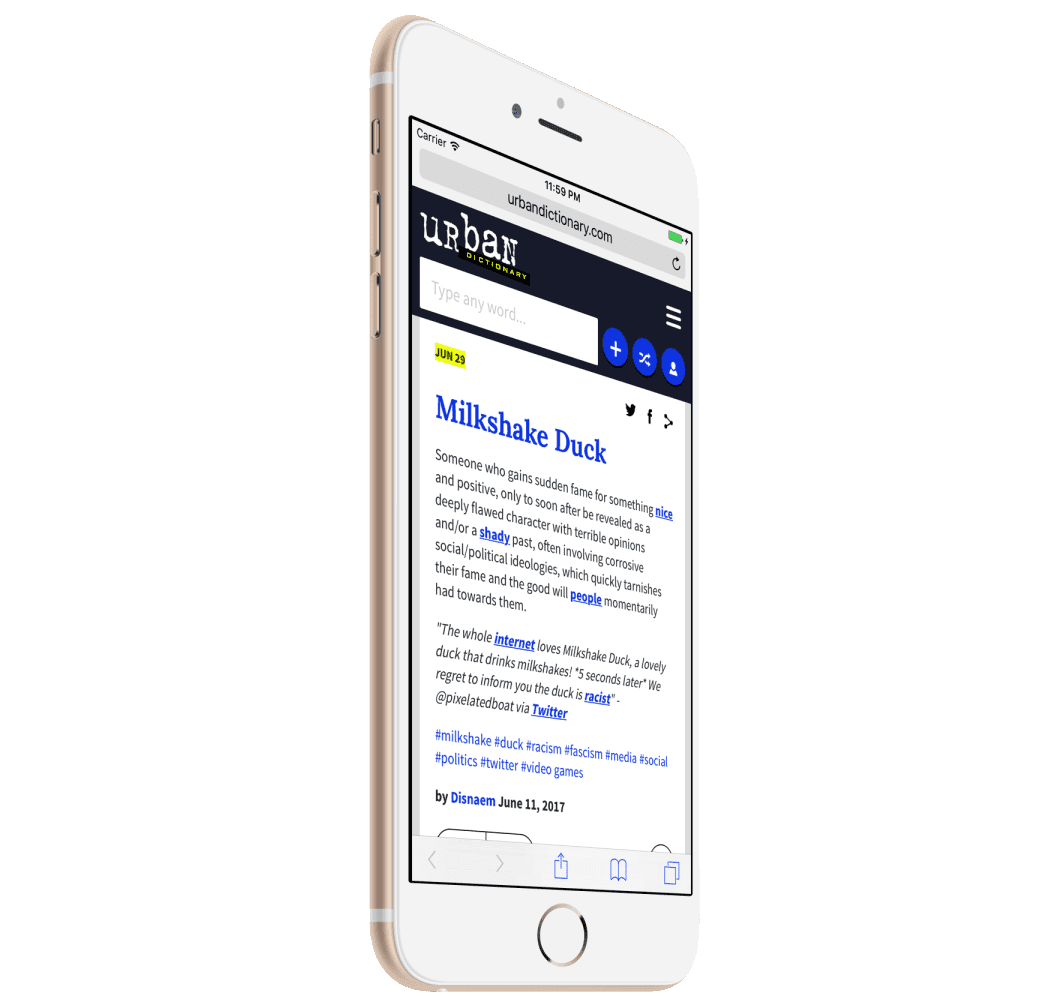 Carrier
11:59 PM
urbandictionary.com
urban
DICTIONARY
Type any word...
JUN 29
Milkshake Duck
Someone who gains sudden fame for something nice
and positive, only to soon after be revealed as a
deeply flawed character with terrible opinions
and/or a shady past, often involving corrosive
social/political ideologies, which quickly tarnishes
their fame and the good will people momentarily
had towards them.
"The whole internet loves Milkshake Duck, a lovely
duck that drinks milkshakes! *5 seconds later* We
regret to inform you the duck is racist" -
@pixelatedboat via Twitter
#milkshake #duck #racism #fascism #media #social
#politics #twitter #video games
by Disnaem June 11, 2017